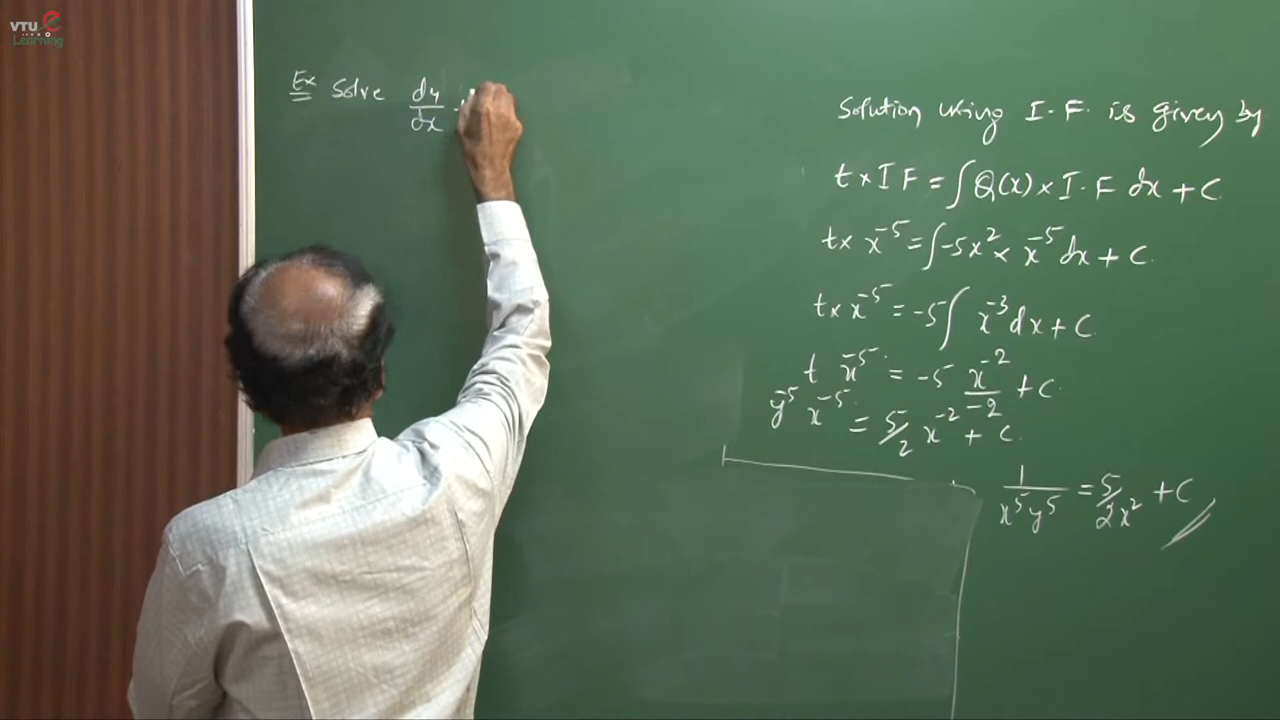 VTU e
Learning
Ex Solve dy/dx +
Solution using I.F. is given by
t × I F = ∫ Q(x) × I.F dx + C
t × x^-5 = ∫ -5x^2 × x^-5 dx + C.
t × x^-5 = -5 ∫ x^-3 dx + C.
t x^-5 = -5 x^-2/-2 + C.
y^-5 x^-5 = 5/2 x^-2 + C.
1/x^5y^5 = 5/2x^2 + C